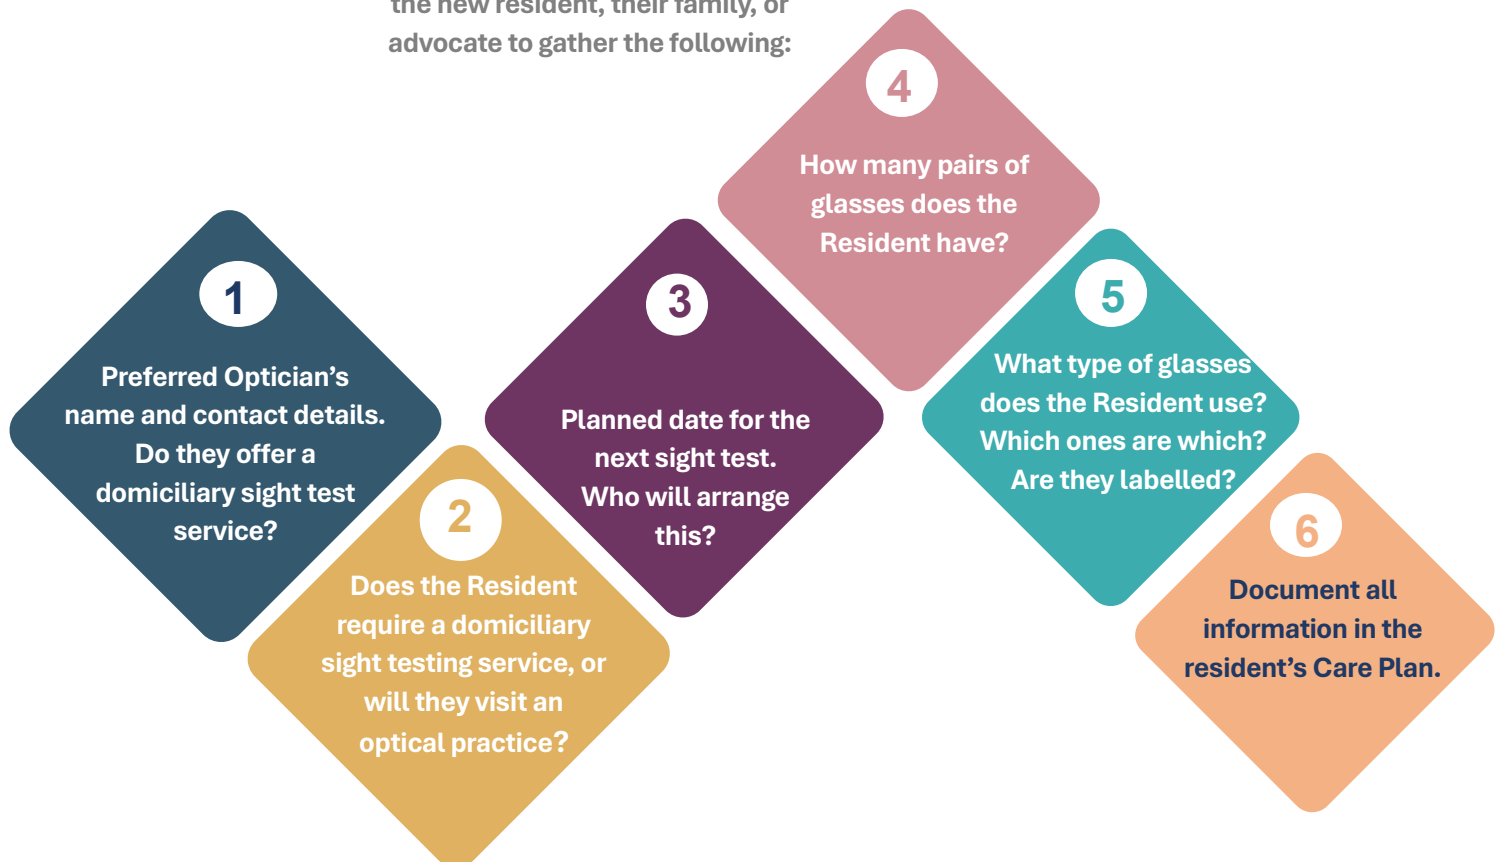 the new resident, their family, or
advocate to gather the following:
1
Preferred Optician’s
name and contact details.
Do they offer a
domiciliary sight test
service?
2
Does the Resident
require a domiciliary
sight testing service, or
will they visit an
optical practice?
3
Planned date for the
next sight test.
Who will arrange
this?
4
How many pairs of
glasses does the
Resident have?
5
What type of glasses
does the Resident use?
Which ones are which?
Are they labelled?
6
Document all
information in the
resident’s Care Plan.